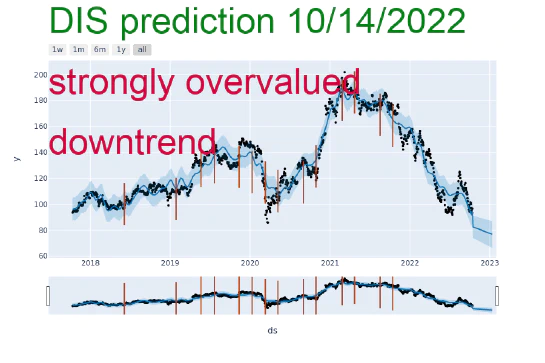 DIS prediction 10/14/2022
1w 1m 6m 1y all
strongly overvalued
downtrend
200
180
160
140
120
100
80
60
y
2018 2019 2020 2021 2022 2023
ds